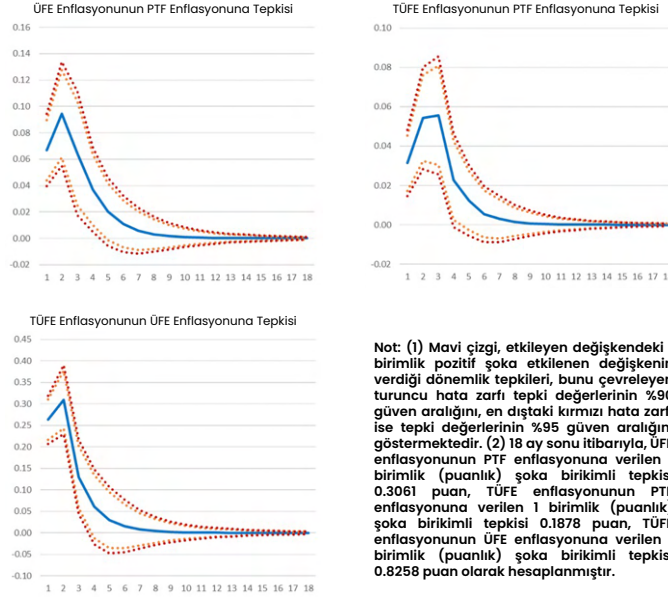 ÜFE Enflasyonunun PTF Enflasyonuna Tepkisi
0.16
0.14
0.12
0.10
0.08
0.06
0.04
0.02
0.00
-0.02
1 2 3 4 5 6 7 8 9 10 11 12 13 14 15 16 17 18
TÜFE Enflasyonunun PTF Enflasyonuna Tepkisi
0.10
0.08
0.06
0.04
0.02
0.00
-0.02
1 2 3 4 5 6 7 8 9 10 11 12 13 14 15 16 17
TÜFE Enflasyonunun ÜFE Enflasyonuna Tepkisi
0.45
0.40
0.35
0.30
0.25
0.20
0.15
0.10
0.05
0.00
-0.05
-0.10
1 2 3 4 5 6 7 8 9 10 11 12 13 14 15 16 17 18
Not: (1) Mavi çizgi, etkileyen değişkendeki
birimlik pozitif şoka etkilenen değişkenin
verdiği dönemlik tepkileri, bunu çevreleyen
turuncu hata zarfı tepki değerlerinin %90
güven aralığını, en dıştaki kırmızı hata zarfı
ise tepki değerlerinin %95 güven aralığın
göstermektedir. (2) 18 ay sonu itibarıyla, ÜFE
enflasyonunun PTF enflasyonuna verilen
birimlik (puanlık) şoka birikimli tepkis
0.3061 puan, TÜFE enflasyonunun PTF
enflasyonuna verilen 1 birimlik (puanlık)
şoka birikimli tepkisi 0.1878 puan, TÜFE
enflasyonunun ÜFE enflasyonuna verilen
birimlik (puanlık) şoka birikimli tepkis
0.8258 puan olarak hesaplanmıştır.